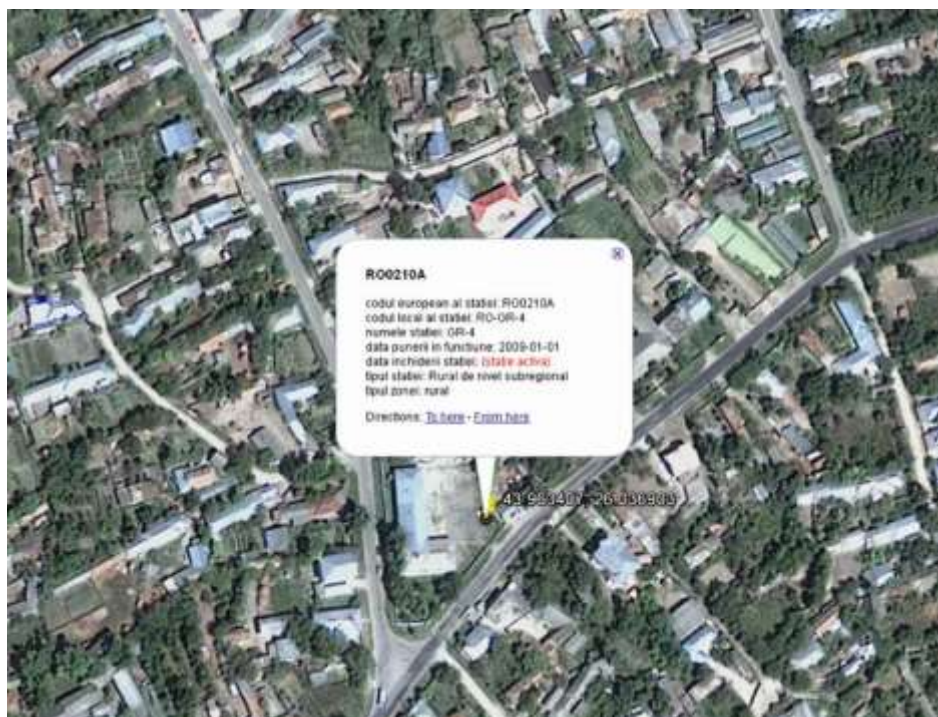 RO0210A
codul european al statiei: RO0210A
codul local al statiei: RO-GR-4
numele statiei: GR-4
data punerii in functiune: 2009-01-01
data inchiderii statiei: (statie activa)
tipul statiei: Rural de nivel subregional
tipul zonei: rural
Directions: To here - From here